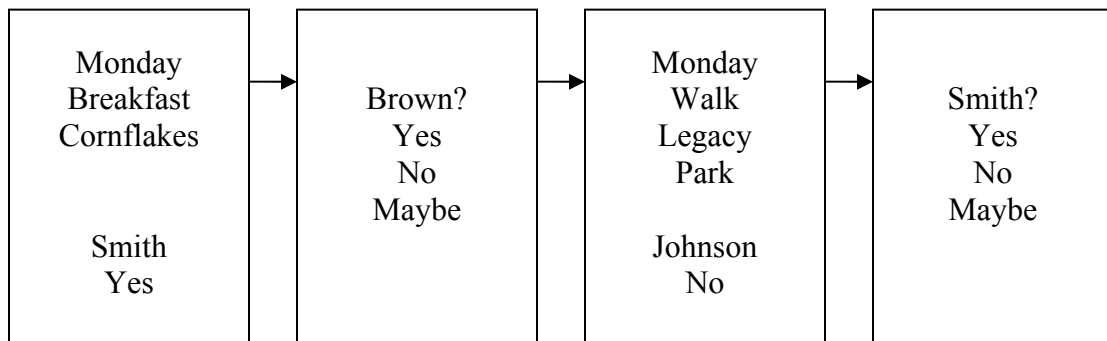 Monday
Breakfast
Cornflakes
Smith
Yes
Brown?
Yes
No
Maybe
Monday
Walk
Legacy
Park
Johnson
No
Smith?
Yes
No
Maybe